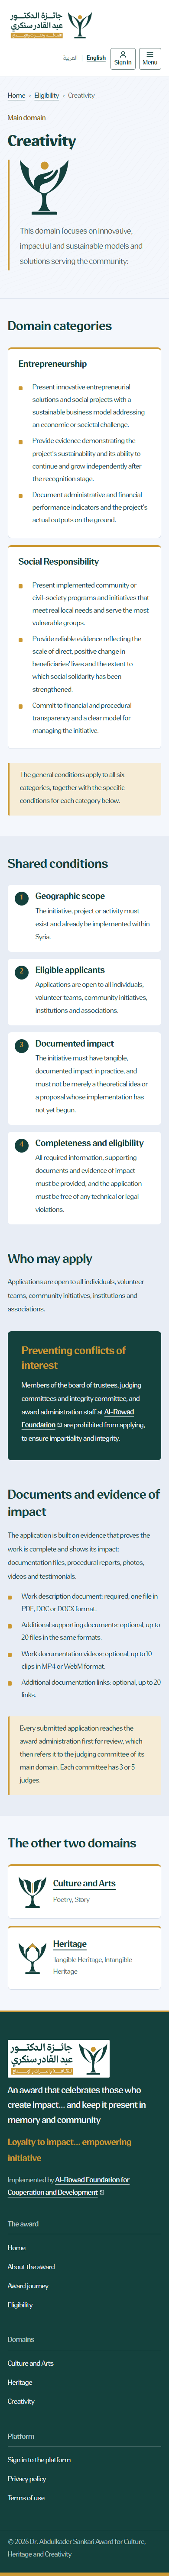 جائزة الدكتور
عبد القادر سنكري
العربية | English Sign in Menu
Home › Eligibility › Creativity
Main domain
Creativity
This domain focuses on innovative,
impactful and sustainable models and
solutions serving the community:
Domain categories
Entrepreneurship
Present innovative entrepreneurial
solutions and social projects with a
sustainable business model addressing
an economic or societal challenge.
Provide evidence demonstrating the
project's sustainability and its ability to
continue and grow independently after
the recognition stage.
Document administrative and financial
performance indicators and the project's
actual outputs on the ground.
Social Responsibility
Present implemented community or
civil-society programs and initiatives that
meet real local needs and serve the most
vulnerable groups.
Provide reliable evidence reflecting the
scale of direct, positive change in
beneficiaries' lives and the extent to
which social solidarity has been
strengthened.
Commit to financial and procedural
transparency and a clear model for
managing the initiative.
The general conditions apply to all six
categories, together with the specific
conditions for each category below.
Shared conditions
1 Geographic scope
The initiative, project or activity must
exist and already be implemented within
Syria.
2 Eligible applicants
Applications are open to all individuals,
volunteer teams, community initiatives,
institutions and associations.
3 Documented impact
The initiative must have tangible,
documented impact in practice, and
must not be merely a theoretical idea or
a proposal whose implementation has
not yet begun.
4 Completeness and eligibility
All required information, supporting
documents and evidence of impact
must be provided, and the application
must be free of any technical or legal
violations.
Who may apply
Applications are open to all individuals, volunteer
teams, community initiatives, institutions and
associations.
Preventing conflicts of
interest
Members of the board of trustees, judging
committees and integrity committee, and
award administration staff at Al-Rowad
Foundation are prohibited from applying,
to ensure impartiality and integrity.
Documents and evidence of
impact
The application is built on evidence that proves the
work is complete and shows its impact:
documentation files, procedural reports, photos,
videos and testimonials.
Work description document: required, one file in
PDF, DOC or DOCX format.
Additional supporting documents: optional, up to
20 files in the same formats.
Work documentation videos: optional, up to 10
clips in MP4 or WebM format.
Additional documentation links: optional, up to 20
links.
Every submitted application reaches the
award administration first for review, which
then refers it to the judging committee of its
main domain. Each committee has 3 or 5
judges.
The other two domains
Culture and Arts
Poetry, Story
Heritage
Tangible Heritage, Intangible
Heritage
جائزة الدكتور
عبد القادر سنكري
An award that celebrates those who
create impact... and keep it present in
memory and community
Loyalty to impact... empowering
initiative
Implemented by Al-Rowad Foundation for
Cooperation and Development
The award
Home
About the award
Award journey
Eligibility
Domains
Culture and Arts
Heritage
Creativity
Platform
Sign in to the platform
Privacy policy
Terms of use
© 2026 Dr. Abdulkader Sankari Award for Culture,
Heritage and Creativity